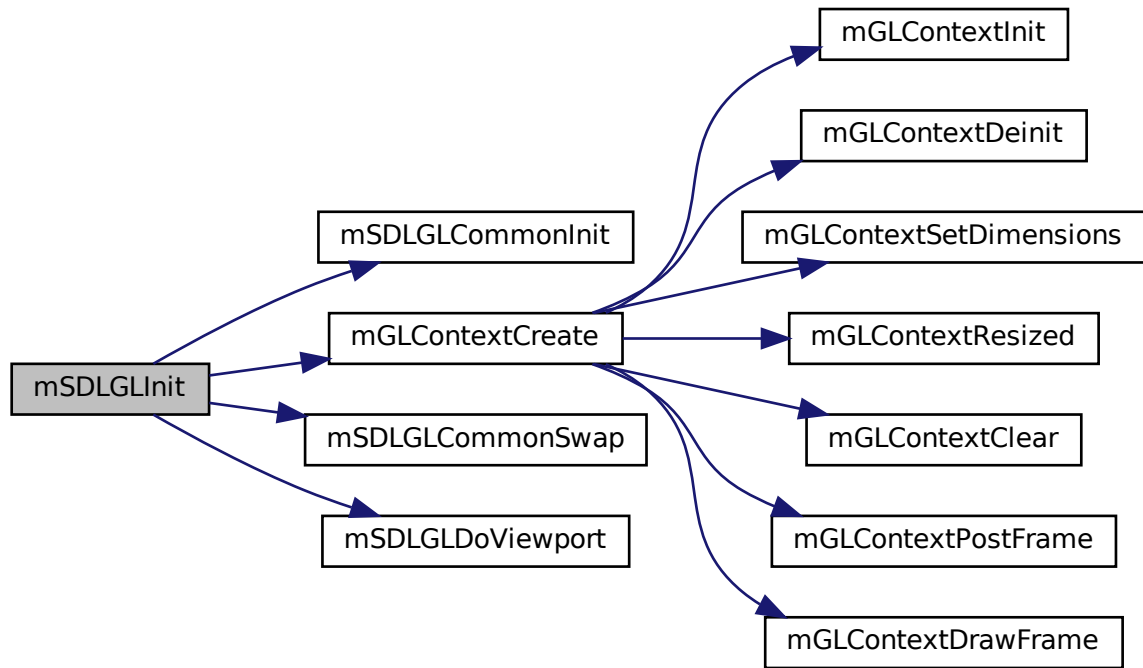 mSDLGLInit
mSDLGLCommonInit
mGLContextCreate
mSDLGLCommonSwap
mSDLGLDoViewport
mGLContextInit
mGLContextDeinit
mGLContextSetDimensions
mGLContextResized
mGLContextClear
mGLContextPostFrame
mGLContextDrawFrame